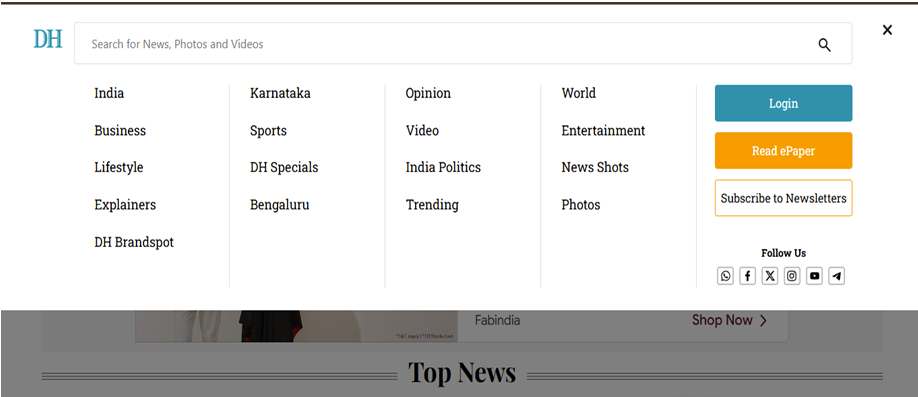 DH
Search for News, Photos and Videos
India
Business
Lifestyle
Explainers
DH Brandspot
Karnataka
Sports
DH Specials
Bengaluru
Opinion
Video
India Politics
Trending
World
Entertainment
News Shots
Photos
Login
Read ePaper
Subscribe to Newsletters
Follow Us
Fabindia
Shop Now
Top News